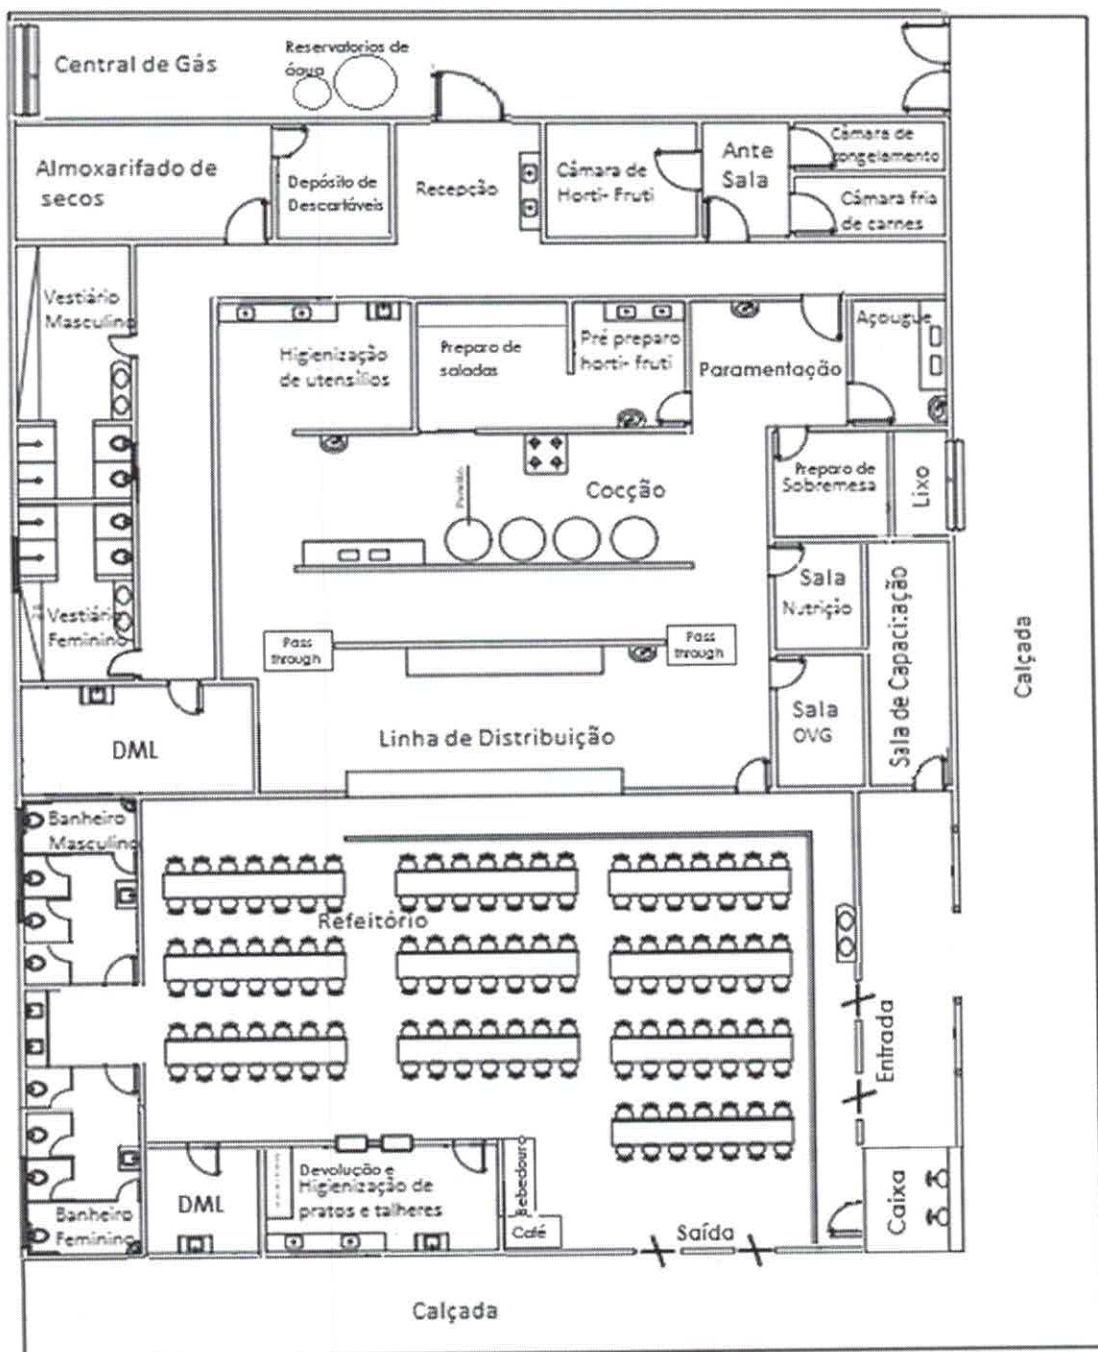 Central de Gás
Reservatorios de
água
Almoxarifado de
secos
Depósito de
Descartáveis
Recepção
Câmara de
Horti- Fruti
Ante
Sala
Câmara de
congelamento
Câmara fria
de carnes
Vestiário
Masculino
Higienização
de utensílios
Preparo de
saladas
Pré preparo
horti- fruti
Paramentação
Açougue
Cocção
Preparo de
Sobremesa
Lixo
Sala
Nutrição
Sala de Capacitação
Calçada
Vestiário
Feminino
Pass
through
Pass
through
Sala
OVG
DML
Linha de Distribuição
Banheiro
Masculino
Refeitório
Entrada
DML
Devolução e
Higienização de
pratos e talheres
Bebedouro
Café
Saída
Caixa
Banheiro
Feminino
Calçada